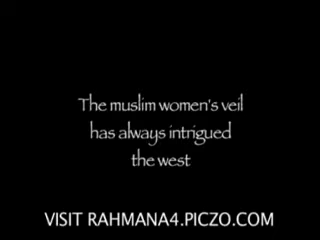 The muslim women's veil
has always intrigued
the west
VISIT RAHMANA4.PICZO.COM